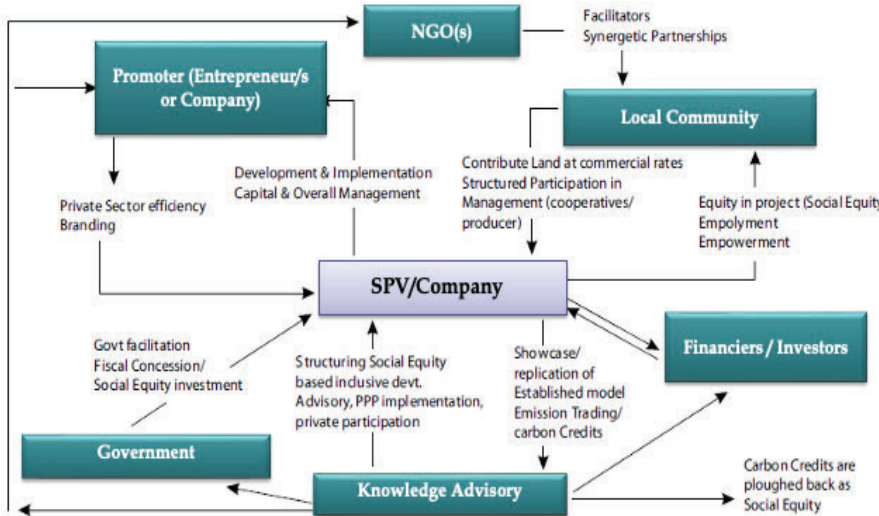 NGO(s)
Facilitators
Synergetic Partnerships
Promoter (Entrepreneur/s
or Company)
Local Community
Development & Implementation
Capital & Overall Management
Contribute Land at commercial rates
Structured Participation in
Management (cooperatives/
producer)
Private Sector efficiency
Branding
Equity in project (Social Equity
Empolyment
Empowerment
SPV/Company
Financiers / Investors
Govt facilitation
Fiscal Concession/
Social Equity investment
Structuring Social Equity
based inclusive devt.
Advisory, PPP implementation,
private participation
Showcase/
replication of
Established model
Emission Trading/
carbon Credits
Government
Knowledge Advisory
Carbon Credits are
ploughed back as
Social Equity